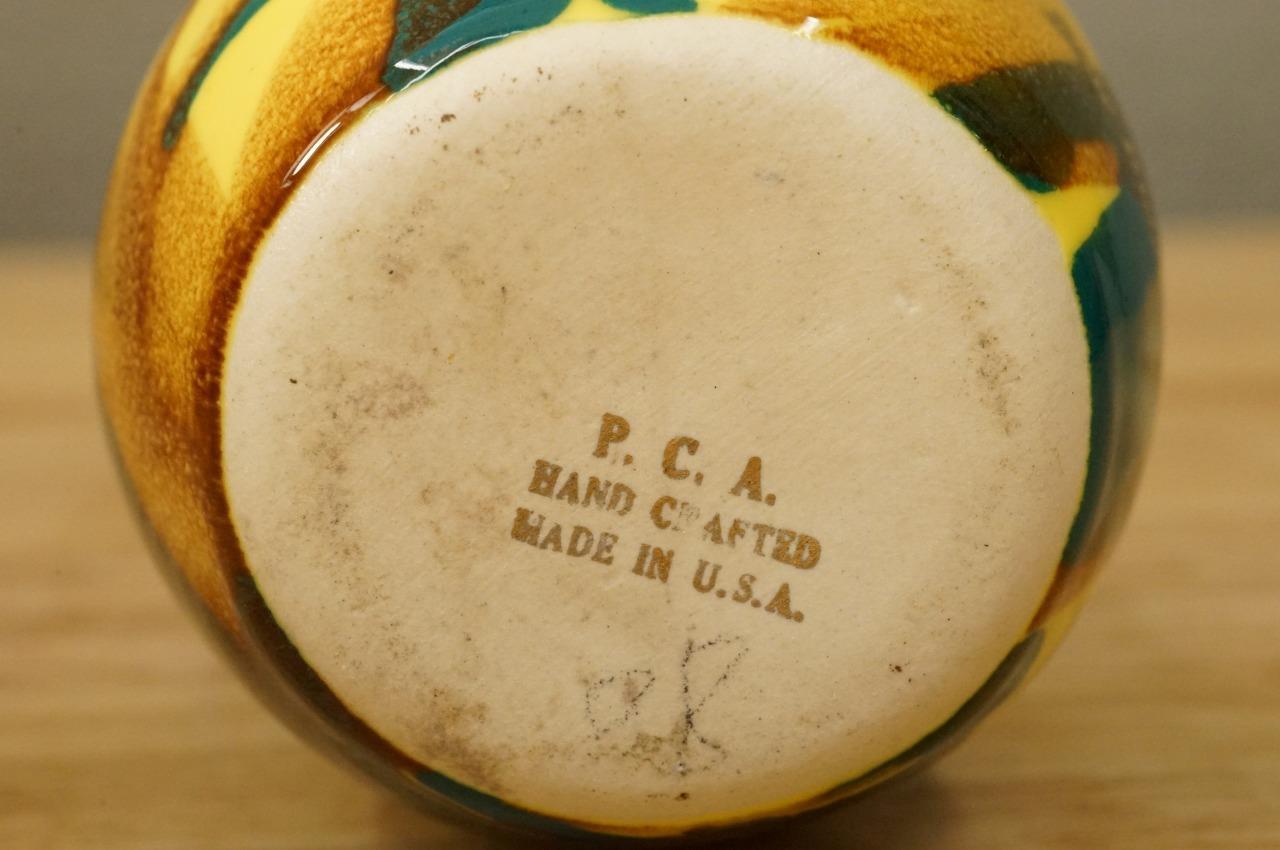 P. C. A.
HAND CRAFTED
MADE IN U.S.A.